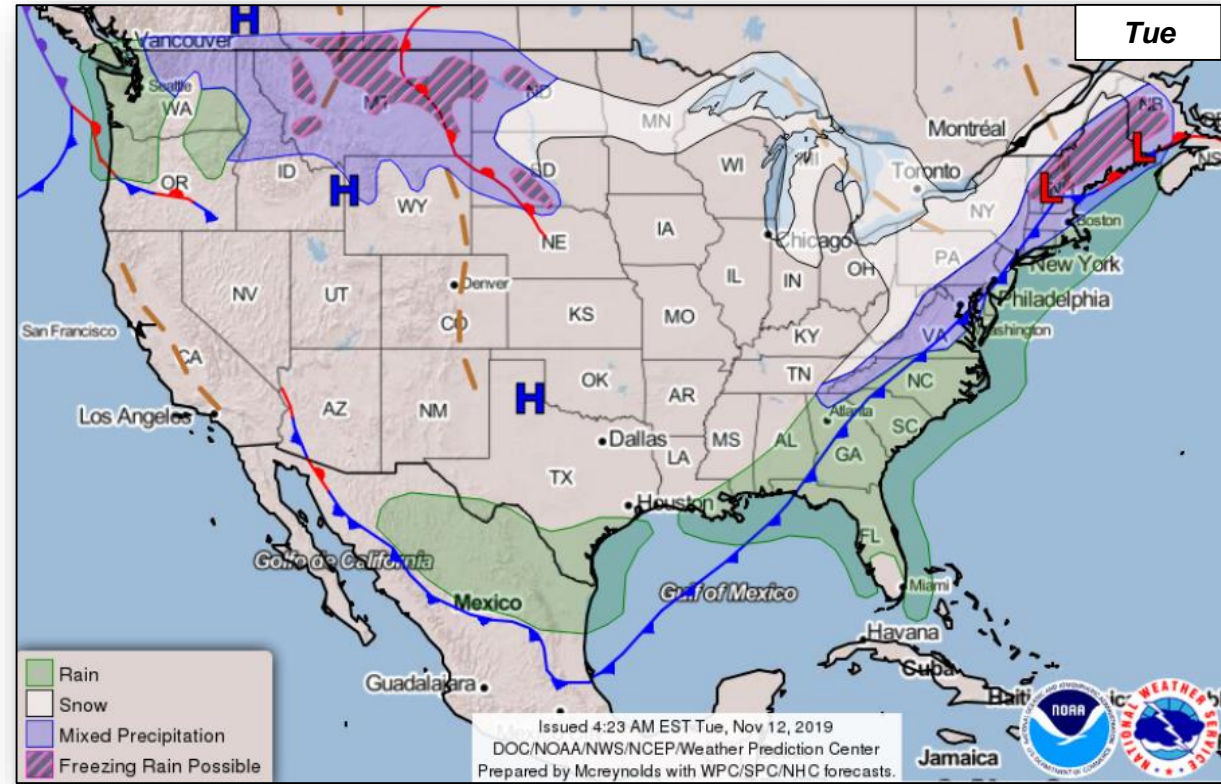 Tue
H
Vancouver
Seattle
WA
MT
ND
MN
Montréal
NB
L
NS
OR
ID
H
WY
SD
WI
MI
Toronto
NY
L
Boston
NE
IA
Chicago
PA
New York
NV
UT
Denver
CO
KS
MO
IL
IN
OH
Philadelphia
San Francisco
CA
KY
VA
Washington
Los Angeles
AZ
NM
H
OK
AR
TN
NC
Dallas
MS
AL
Atlanta
GA
SC
TX
LA
Houston
FL
Golfo de California
Mexico
Gulf of Mexico
Miami
Havana
Cuba
Guadalajara
Jamaica
Rain
Snow
Mixed Precipitation
Freezing Rain Possible
Issued 4:23 AM EST Tue, Nov 12, 2019
DOC/NOAA/NWS/NCEP/Weather Prediction Center
Prepared by Mcreynolds with WPC/SPC/NHC forecasts.
NOAA
NATIONAL WEATHER SERVICE